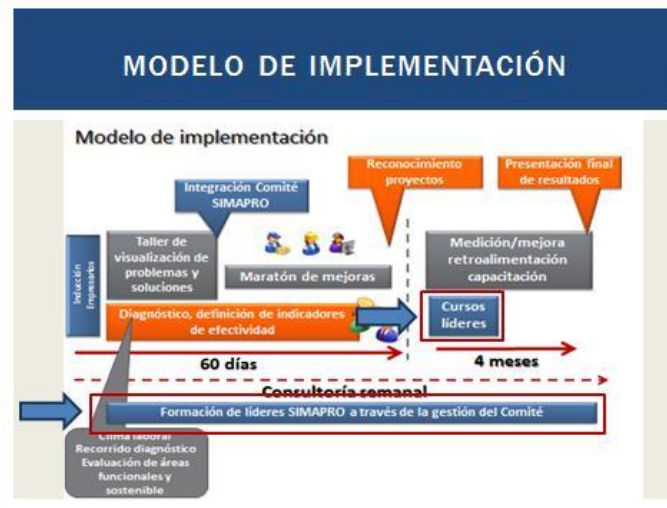 MODELO DE IMPLEMENTACIÓN
Modelo de implementación
Reconocimiento
proyectos
Presentación final
de resultados
Integración Comité
SIMAPRO
Inducción
Empresarios
Taller de
visualización de
problemas y
soluciones
Maratón de mejoras
Medición/mejora
retroalimentación
capacitación
Diagnóstico, definición de indicadores
de efectividad
Cursos
líderes
60 días
4 meses
Consultoría semanal
Formación de líderes SIMAPRO a través de la gestión del Comité
Clima laboral
Recorrido diagnóstico
Evaluación de áreas
funcionales y
sostenible